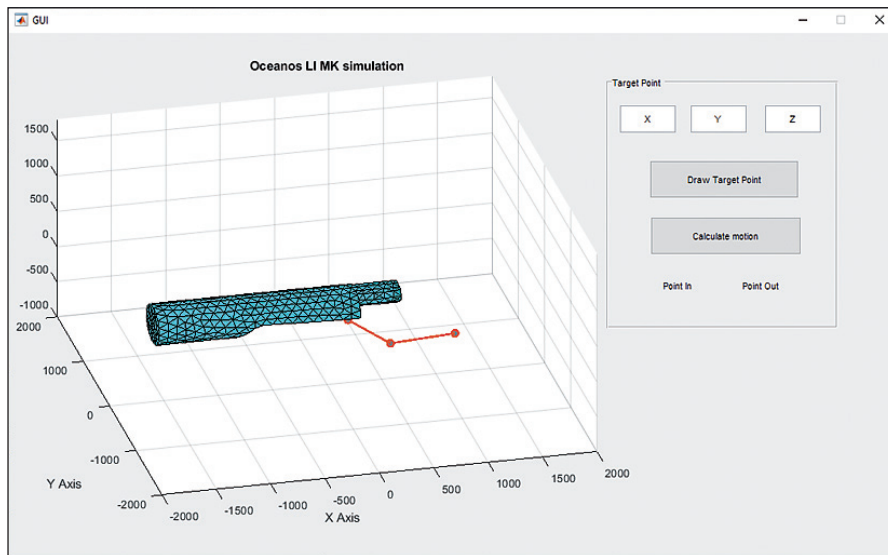 GUI
Oceanos LI MK simulation
1500
1000
500
0
-500
-1000
2000
1000
0
-1000
-2000
Y Axis
-2000
-1500
-1000
-500
0
500
1000
1500
2000
X Axis
Target Point
X Y Z
Draw Target Point
Calculate motion
Point In Point Out